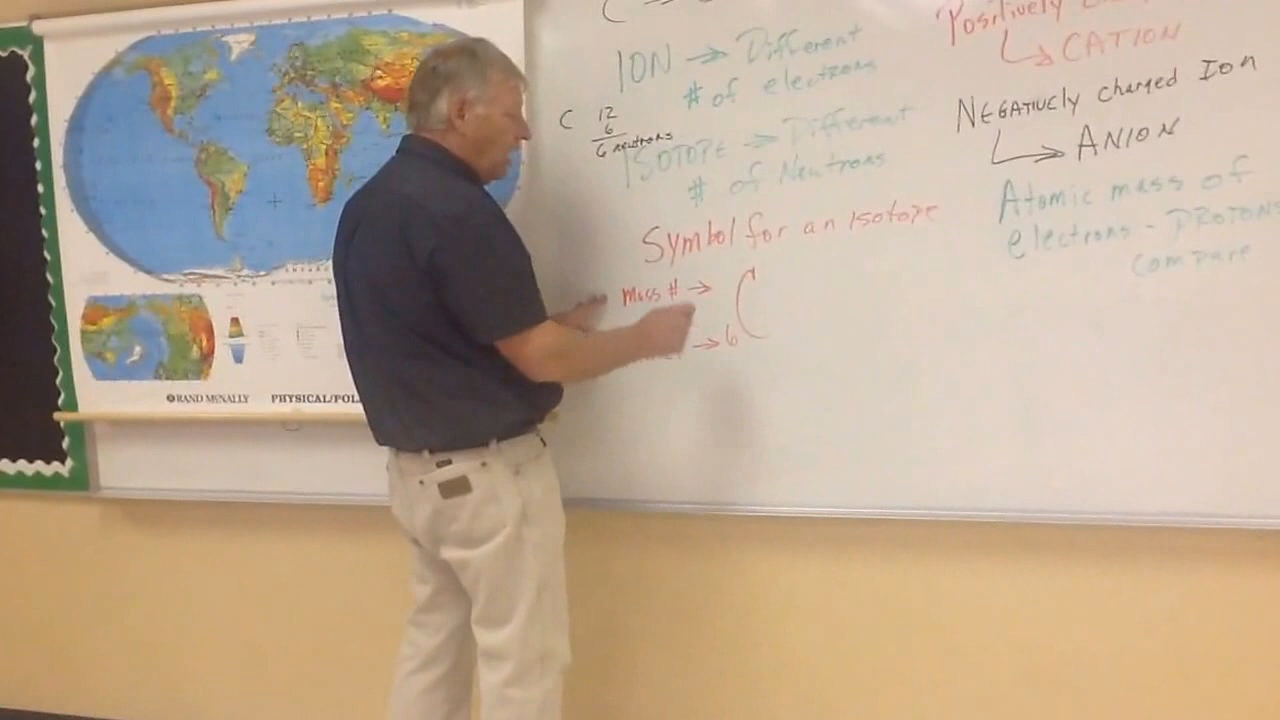 C →
ION → Different
# of electrons
C 12
6
6 neutrons
ISOTOPE → Different
# of Neutrons
Symbol for an Isotope
Mass # →
→ 6 C
Positively
CATION
NEGATIVELY charged Ion
ANION
Atomic mass of
electrons - PROTONS
compare
RAND MCNALLY PHYSICAL/POL